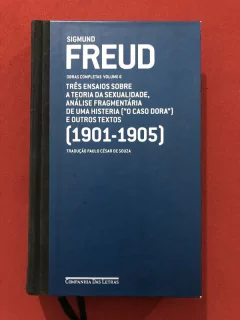 SIGMUND
FREUD
OBRAS COMPLETAS VOLUME 6
TRÊS ENSAIOS SOBRE
A TEORIA DA SEXUALIDADE,
ANÁLISE FRAGMENTÁRIA
DE UMA HISTERIA ("O CASO DORA")
E OUTROS TEXTOS
(1901-1905)
TRADUÇÃO PAULO CÉSAR DE SOUZA
COMPANHIA DAS LETRAS